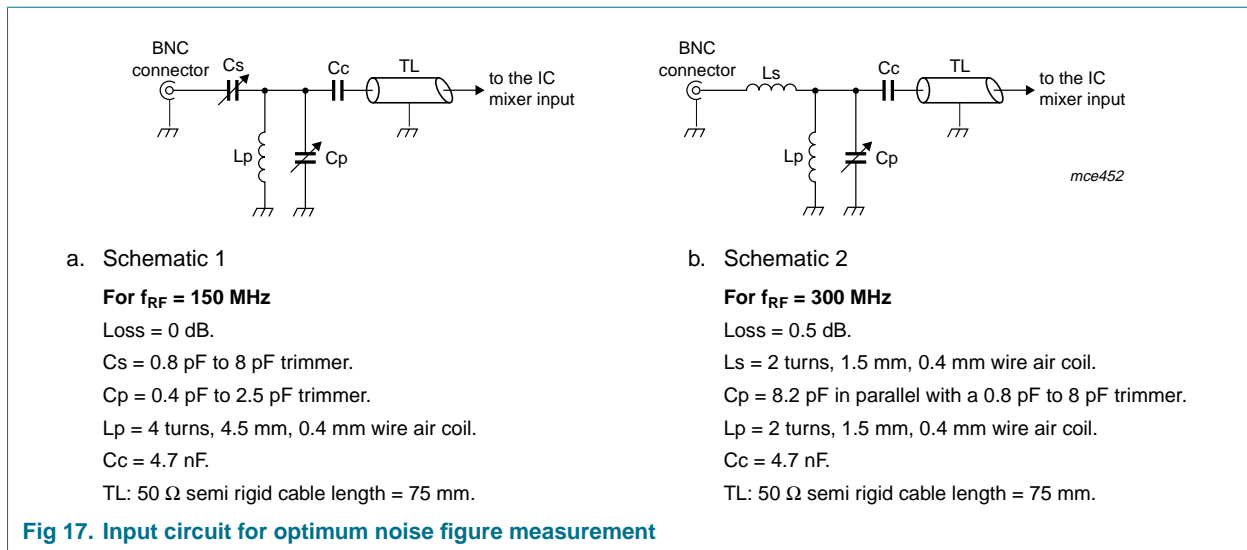 BNC
connector
Cs
Cc
TL
to the IC
mixer input
Lp
Cp
BNC
connector
Ls
Cc
TL
to the IC
mixer input
Lp
Cp
mce452
a. Schematic 1
For fRF = 150 MHz
Loss = 0 dB.
Cs = 0.8 pF to 8 pF trimmer.
Cp = 0.4 pF to 2.5 pF trimmer.
Lp = 4 turns, 4.5 mm, 0.4 mm wire air coil.
Cc = 4.7 nF.
TL: 50 Ω semi rigid cable length = 75 mm.
b. Schematic 2
For fRF = 300 MHz
Loss = 0.5 dB.
Ls = 2 turns, 1.5 mm, 0.4 mm wire air coil.
Cp = 8.2 pF in parallel with a 0.8 pF to 8 pF trimmer.
Lp = 2 turns, 1.5 mm, 0.4 mm wire air coil.
Cc = 4.7 nF.
TL: 50 Ω semi rigid cable length = 75 mm.
Fig 17. Input circuit for optimum noise figure measurement